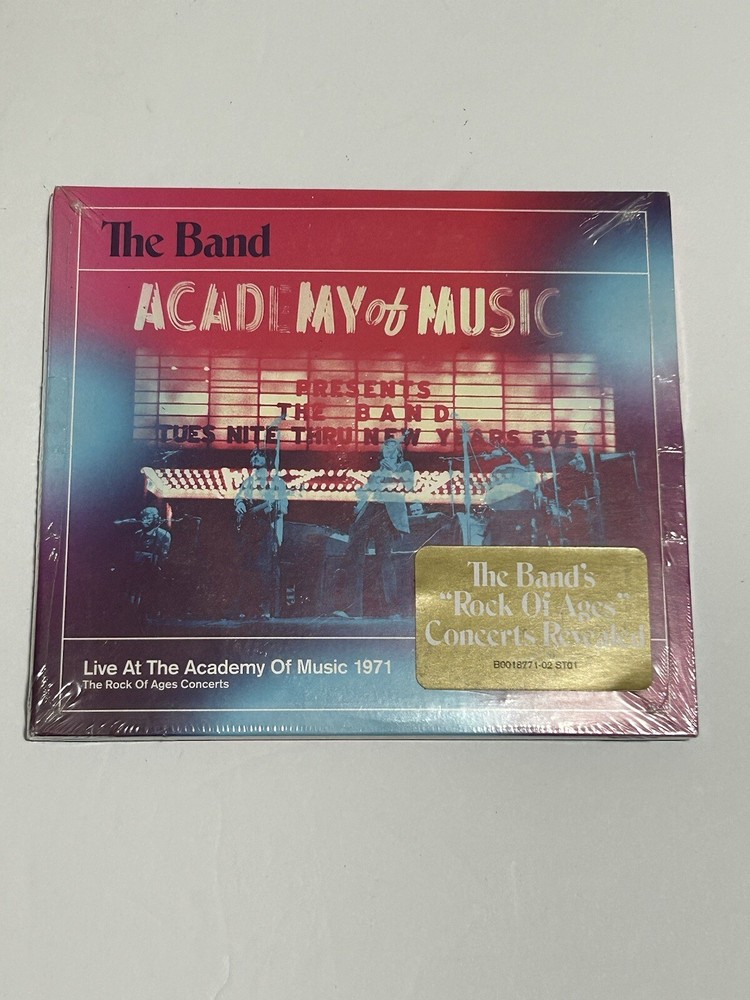 The Band
ACADEMY of MUSIC
PRESENTS
THE BAND
TUES NITE THRU NEW YEARS EVE
The Band's
"Rock Of Ages"
Concerts Revealed
B0018771-02 ST01
Live At The Academy Of Music 1971
The Rock Of Ages Concerts